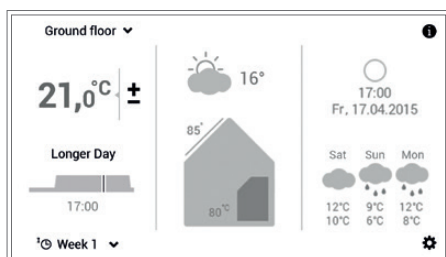 Ground floor
21,0°C ±
Longer Day
17:00
¹ Week 1
16°
85°
80°C
17:00
Fr, 17.04.2015
Sat Sun Mon
12°C 9°C 12°C
10°C 6°C 8°C